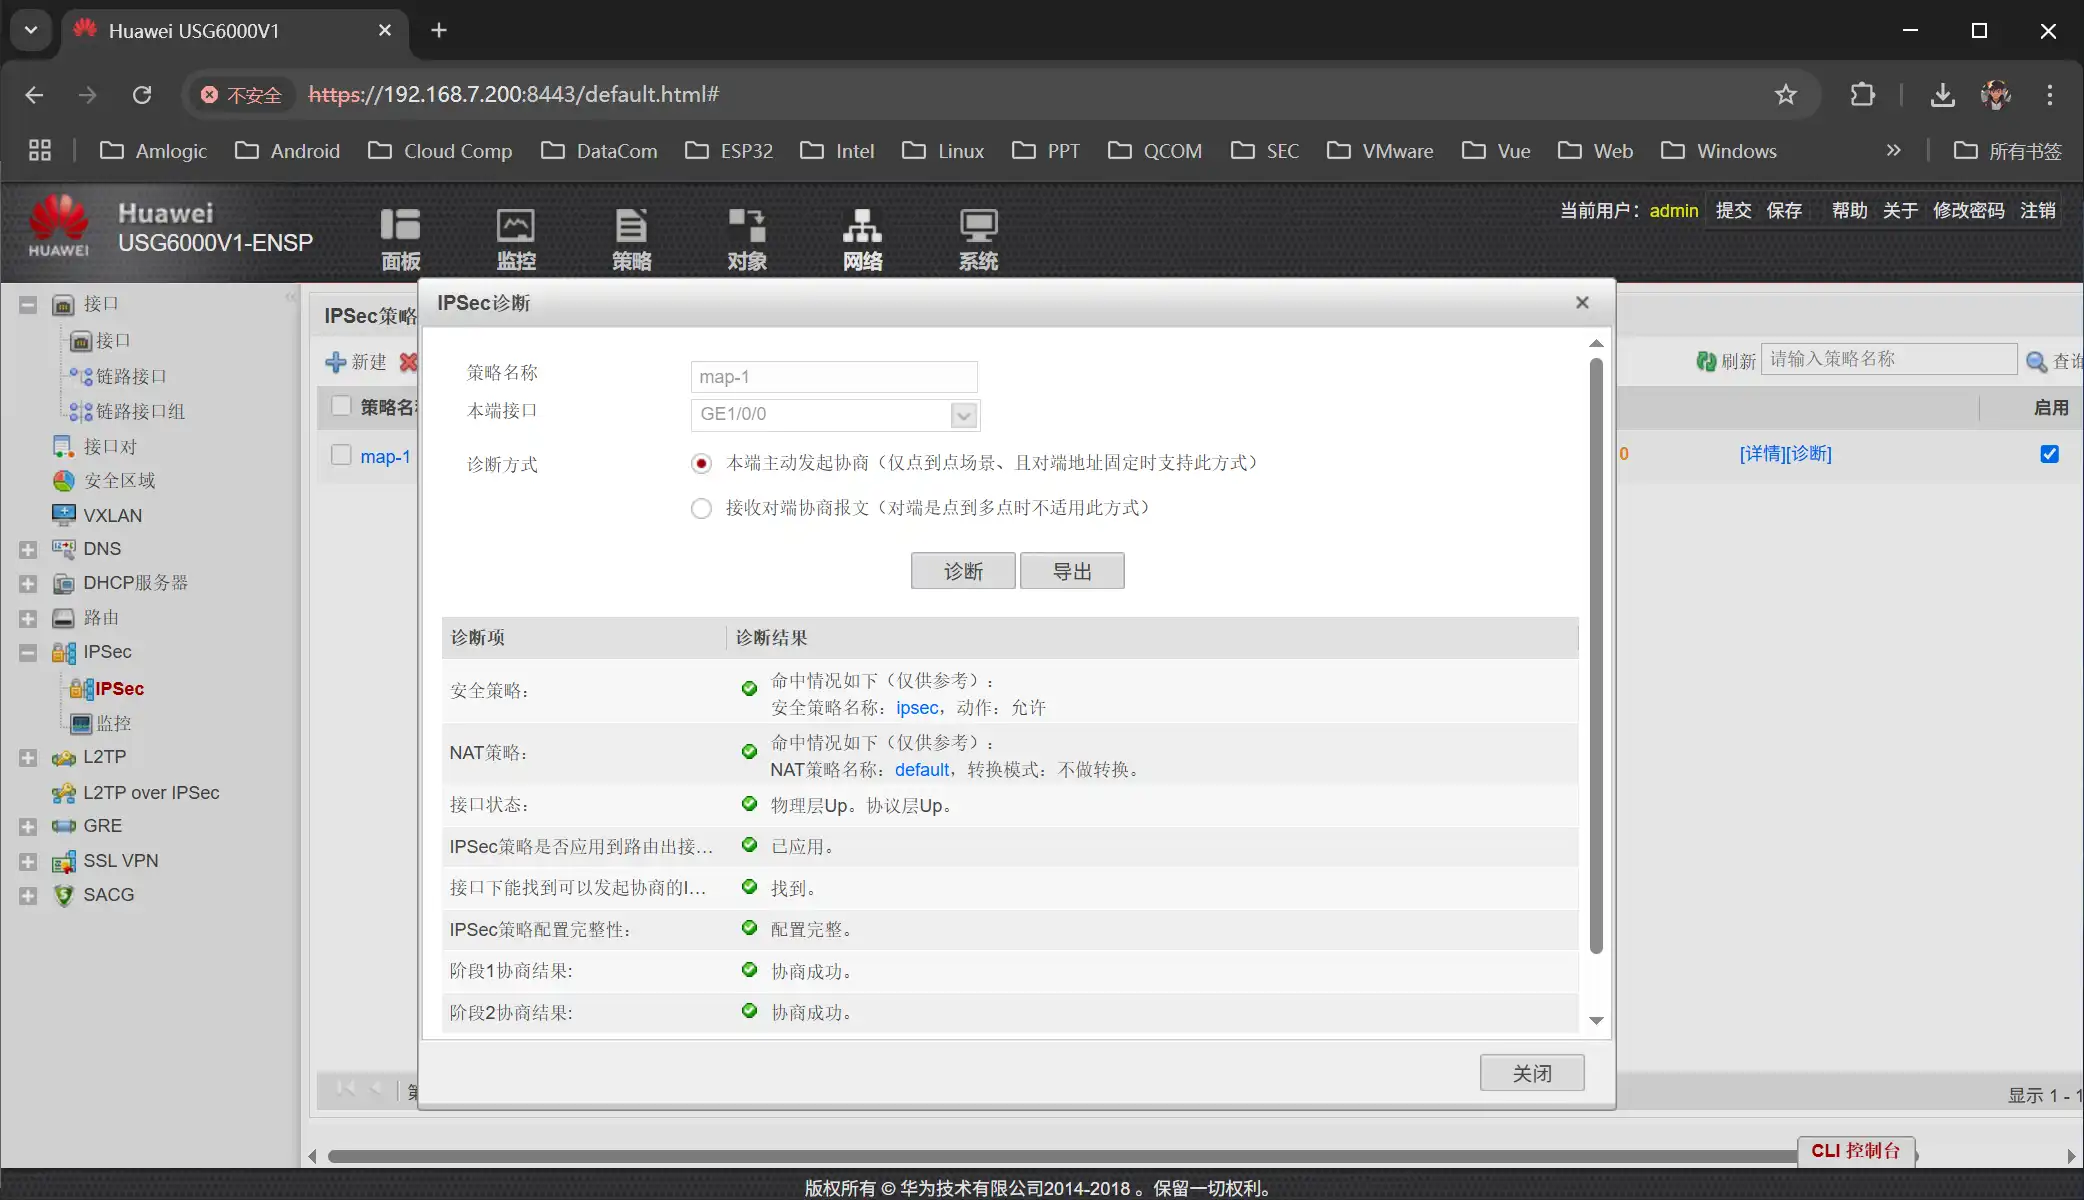 Huawei USG6000V1
不安全
https://192.168.7.200:8443/default.html#
Amlogic
Android
Cloud Comp
DataCom
ESP32
Intel
Linux
PPT
QCOM
SEC
VMware
Vue
Web
Windows
所有书签
HUAWEI
Huawei
USG6000V1-ENSP
面板
监控
策略
对象
网络
系统
当前用户：admin
提交
保存
帮助
关于
修改密码
注销
接口
接口
链路接口
链路接口组
接口对
安全区域
VXLAN
DNS
DHCP服务器
路由
IPSec
IPSec
监控
L2TP
L2TP over IPSec
GRE
SSL VPN
SACG
IPSec策略
新建
刷新
请输入策略名称
查询
策略名称
启用
map-1
0
[详情][诊断]
IPSec诊断
策略名称
map-1
本端接口
GE1/0/0
诊断方式
本端主动发起协商（仅点到点场景、且对端地址固定时支持此方式）
接收对端协商报文（对端是点到多点时不适用此方式）
诊断
导出
诊断项
诊断结果
安全策略：
命中情况如下（仅供参考）：
安全策略名称：ipsec，动作：允许
NAT策略：
命中情况如下（仅供参考）：
NAT策略名称：default，转换模式：不做转换。
接口状态：
物理层Up。协议层Up。
IPSec策略是否应用到路由出接...
已应用。
接口下能找到可以发起协商的I...
找到。
IPSec策略配置完整性：
配置完整。
阶段1协商结果:
协商成功。
阶段2协商结果:
协商成功。
关闭
第
显示 1 - 1
CLI 控制台
版权所有 © 华为技术有限公司2014-2018 。保留一切权利。